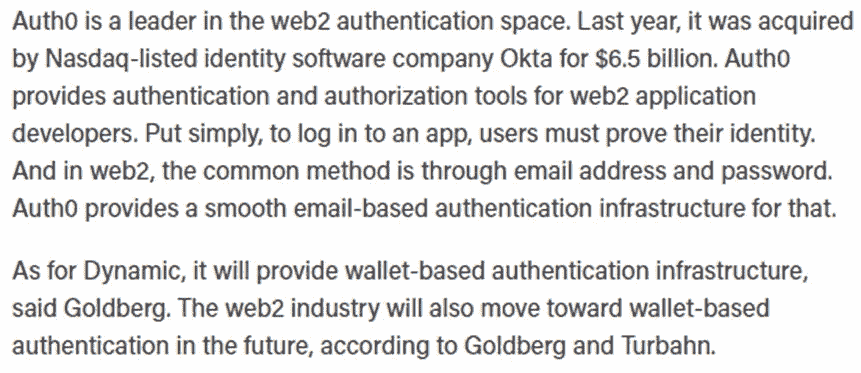 Auth0 is a leader in the web2 authentication space. Last year, it was acquired
by Nasdaq-listed identity software company Okta for $6.5 billion. Auth0
provides authentication and authorization tools for web2 application
developers. Put simply, to log in to an app, users must prove their identity.
And in web2, the common method is through email address and password.
Auth0 provides a smooth email-based authentication infrastructure for that.
As for Dynamic, it will provide wallet-based authentication infrastructure,
said Goldberg. The web2 industry will also move toward wallet-based
authentication in the future, according to Goldberg and Turbahn.